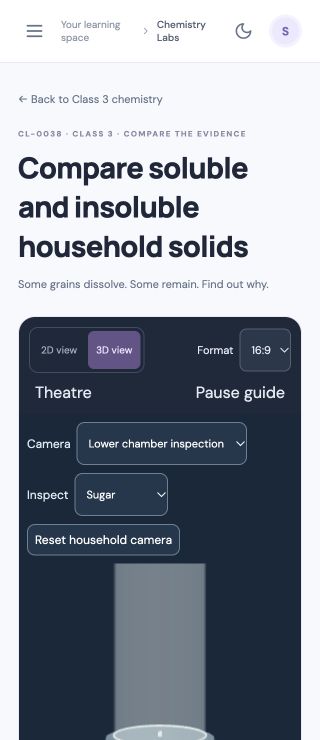 Your learning space
Chemistry Labs
S
← Back to Class 3 chemistry
CL-0038 · CLASS 3 · COMPARE THE EVIDENCE
Compare soluble
and insoluble
household solids
Some grains dissolve. Some remain. Find out why.
2D view
3D view
Format
16:9
Theatre
Pause guide
Camera
Lower chamber inspection
Inspect
Sugar
Reset household camera